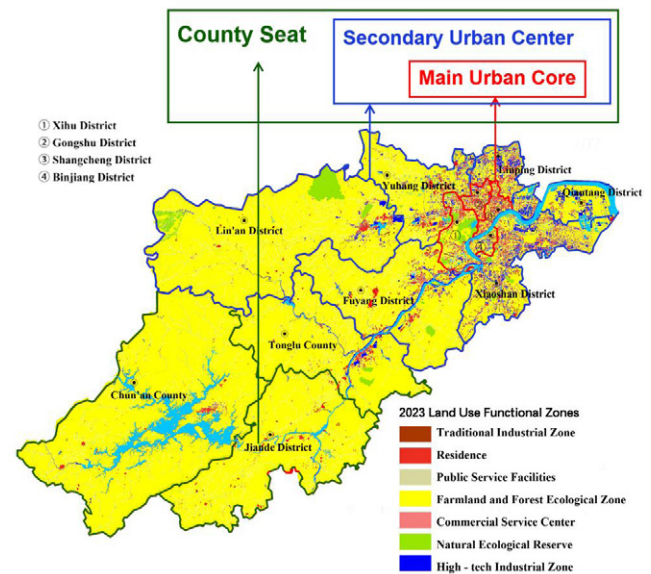 County Seat
Secondary Urban Center
Main Urban Core
① Xihu District
② Gongshu District
③ Shangcheng District
④ Binjiang District
Linping District
Yuhang District
Qiantang District
Lin'an District
①
④
Fuyang District
Xiaoshan District
Tonglu County
Chun'an County
Jiande District
2023 Land Use Functional Zones
Traditional Industrial Zone
Residence
Public Service Facilities
Farmland and Forest Ecological Zone
Commercial Service Center
Natural Ecological Reserve
High - tech Industrial Zone